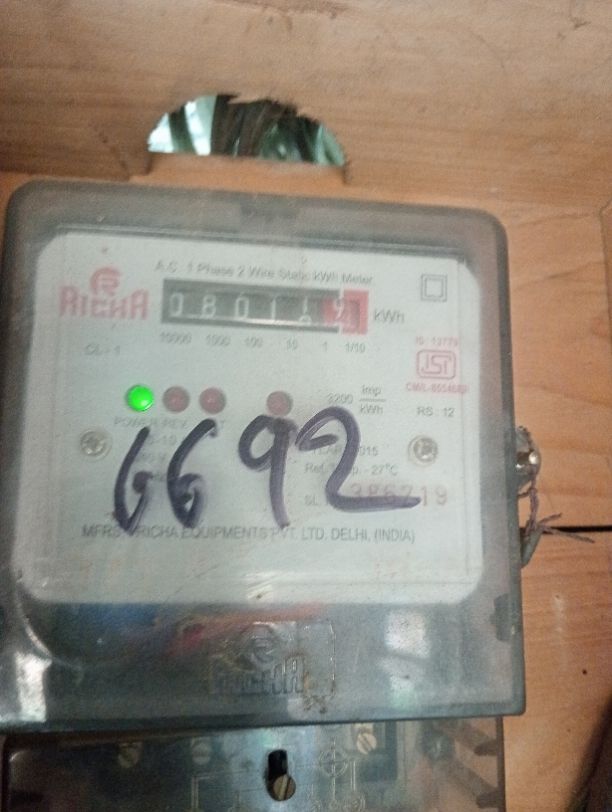 A.C. 1 Phase 2 Wire Static kWh Meter
RICHA
kWh
10000 1000 100 10 1 1/10
CL - 1
IS: 13779
ISI
3200 Imp/kWh
RS: 12
POWER REV
6692
Ref. Temp. - 27°C
SL.
386719
MFRS. RICHA EQUIPMENTS PVT. LTD. DELHI, (INDIA)
RICHA